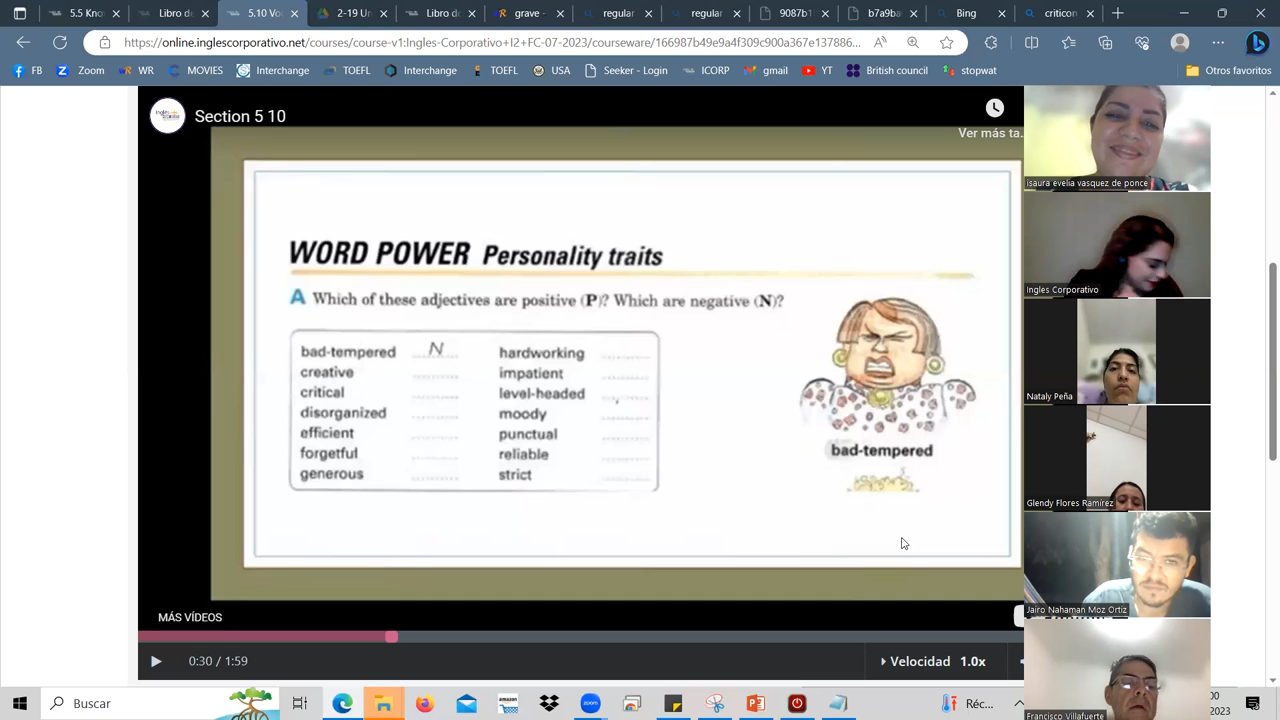 5.5 Kno
Libro de
5.10 Vo
2-19 Un
Libro de
grave -
regular
regular
9087b1
b7a9ba
Bing
criticon
https://online.inglescorporativo.net/courses/course-v1:Ingles-Corporativo+I2+FC-07-2023/courseware/166987b49e9a4f309c900a367e137886...
FB
Zoom
WR
MOVIES
Interchange
TOEFL
Interchange
TOEFL
USA
Seeker - Login
ICORP
gmail
YT
British council
stopwat
Otros favoritos
Section 5 10
Ver más ta...
WORD POWER Personality traits
A Which of these adjectives are positive (P)? Which are negative (N)?
bad-tempered N
creative
critical
disorganized
efficient
forgetful
generous
hardworking
impatient
level-headed
moody
punctual
reliable
strict
bad-tempered
MÁS VÍDEOS
0:30 / 1:59
Velocidad 1.0x
isaura evelia vasquez de ponce
Ingles Corporativo
Nataly Peña
Glendy Flores Ramírez
Jairo Nahaman Moz Ortiz
Francisco Villafuerte
Buscar
Réc...
2023